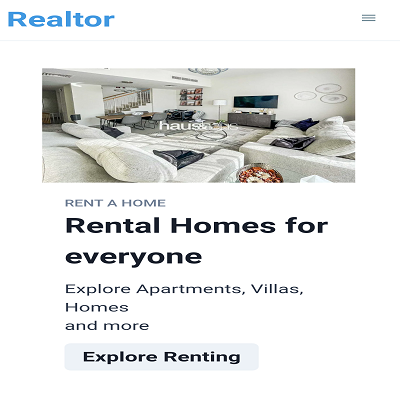 Realtor
haus
RENT A HOME
Rental Homes for
everyone
Explore Apartments, Villas,
Homes
and more
Explore Renting